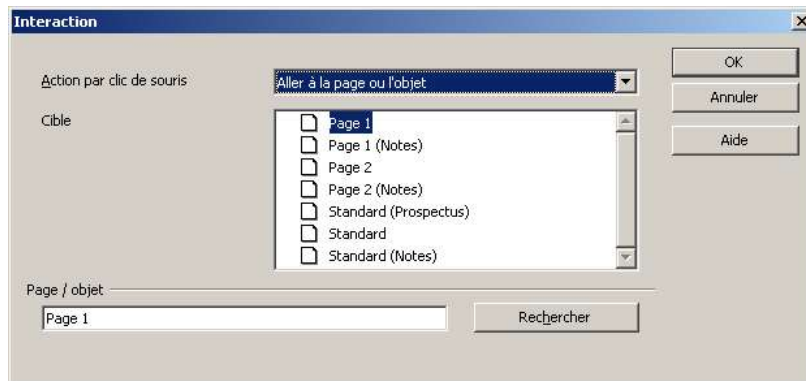 Interaction
Action par clic de souris
Aller à la page ou l'objet
OK
Annuler
Aide
Cible
Page 1
Page 1 (Notes)
Page 2
Page 2 (Notes)
Standard (Prospectus)
Standard
Standard (Notes)
Page / objet
Page 1
Rechercher